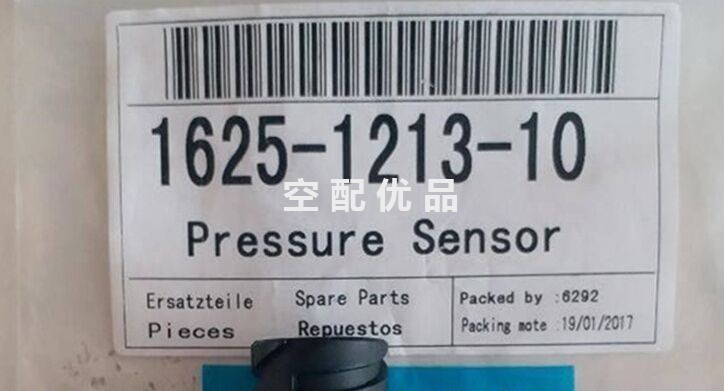 1625-1213-10
空配优品
Pressure Sensor
Ersatzteile Spare Parts Packed by :6292
Pieces Repuestos Packing mote :19/01/2017